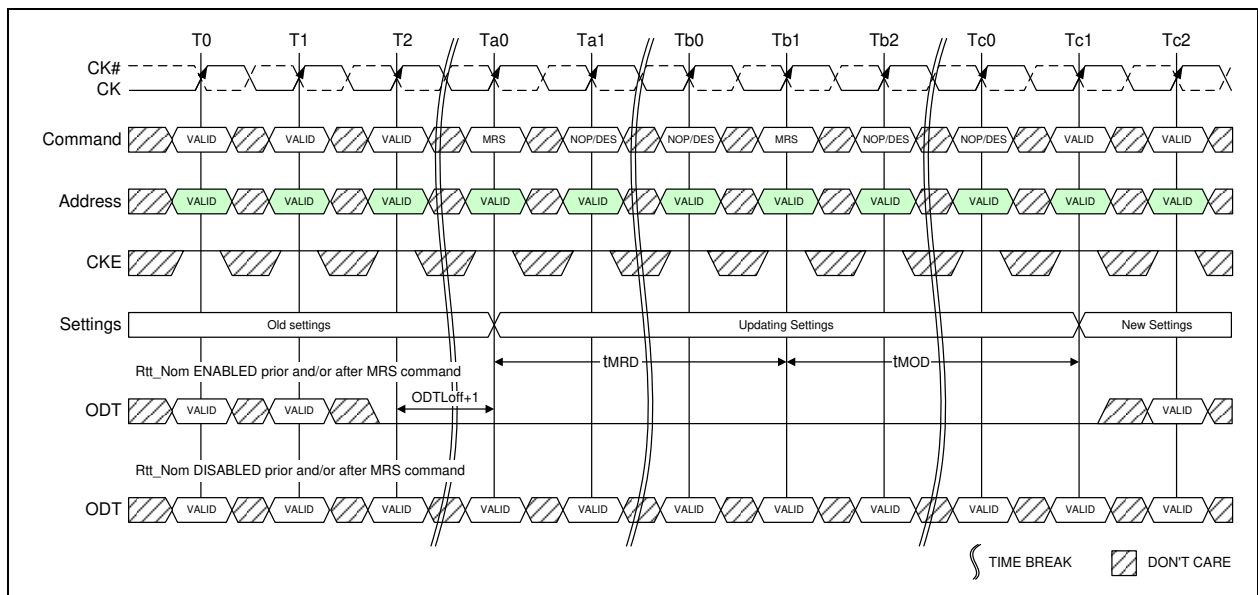 T0 T1 T2 Ta0 Ta1 Tb0 Tb1 Tb2 Tc0 Tc1 Tc2
CK#
CK
Command VALID VALID VALID MRS NOP/DES NOP/DES MRS NOP/DES NOP/DES VALID VALID
Address VALID VALID VALID VALID VALID VALID VALID VALID VALID VALID VALID
CKE
Settings Old settings Updating Settings New Settings
tMRD tMOD
Rtt_Nom ENABLED prior and/or after MRS command
ODTLoff+1
ODT VALID VALID VALID
Rtt_Nom DISABLED prior and/or after MRS command
ODT VALID VALID VALID VALID VALID VALID VALID VALID VALID VALID VALID
TIME BREAK DON'T CARE